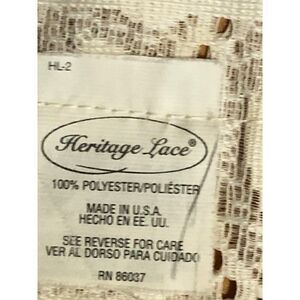 HL-2
Heritage Lace®
100% POLYESTER/POLIÉSTER
MADE IN U.S.A.
HECHO EN EE. UU.
SEE REVERSE FOR CARE
VER AL DORSO PARA CUIDADO
RN 86037